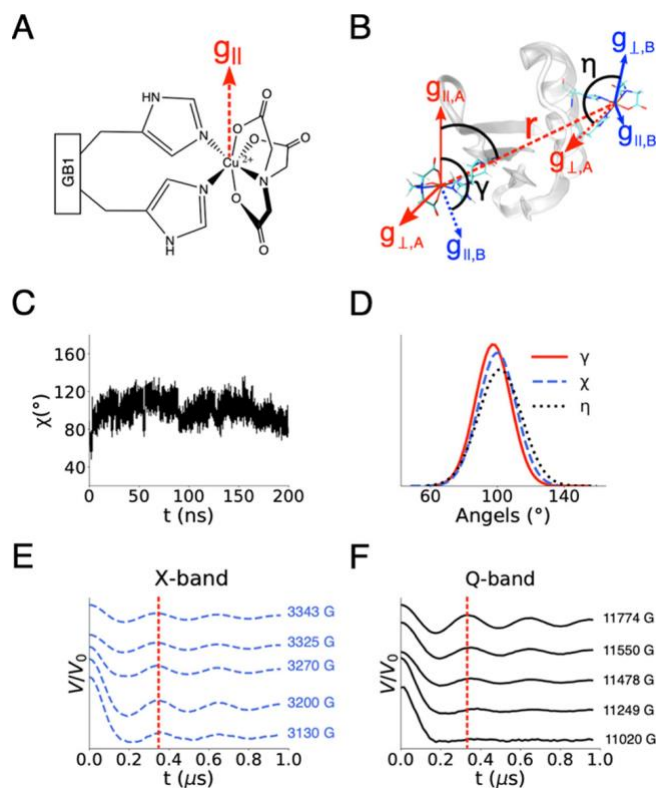 A
g||
HN
N
O
O
O
O
O
O
Cu
2+
N
N
N
H
GB1
B
g⊥,B
η
g||,A
g||,B
r
g⊥,A
γ
g⊥,A
g||,B
C
160
120
80
40
χ(°)
0 50 100 150 200
t (ns)
D
γ
χ
η
60 100 140
Angels (°)
E
X-band
3343 G
3325 G
3270 G
3200 G
3130 G
V/V0
0.0 0.2 0.4 0.6 0.8 1.0
t (μs)
F
Q-band
11774 G
11550 G
11478 G
11249 G
11020 G
V/V0
0.0 0.2 0.4 0.6 0.8 1.0
t (μs)